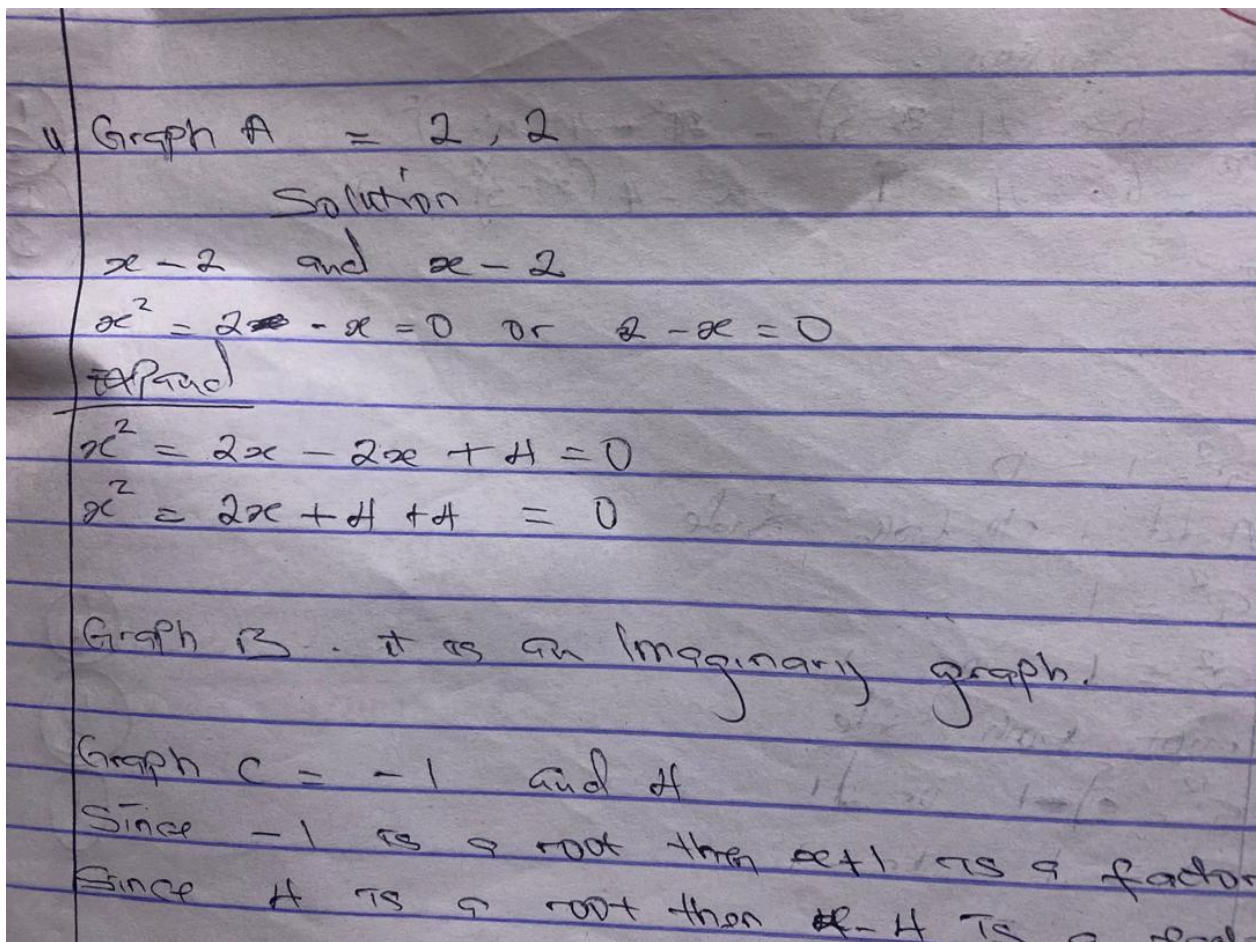 4 Graph A = 2, 2
Solution
x - 2 and x - 2
x² = 2 - x = 0 or 2 - x = 0
Expand
x² = 2x - 2x + 4 = 0
x² = 2x + 4 + 4 = 0
Graph B. it is an Imaginary graph.
Graph C = -1 and 4
Since -1 is a root then x+1 is a factor
Since 4 is a root then x-4 is a